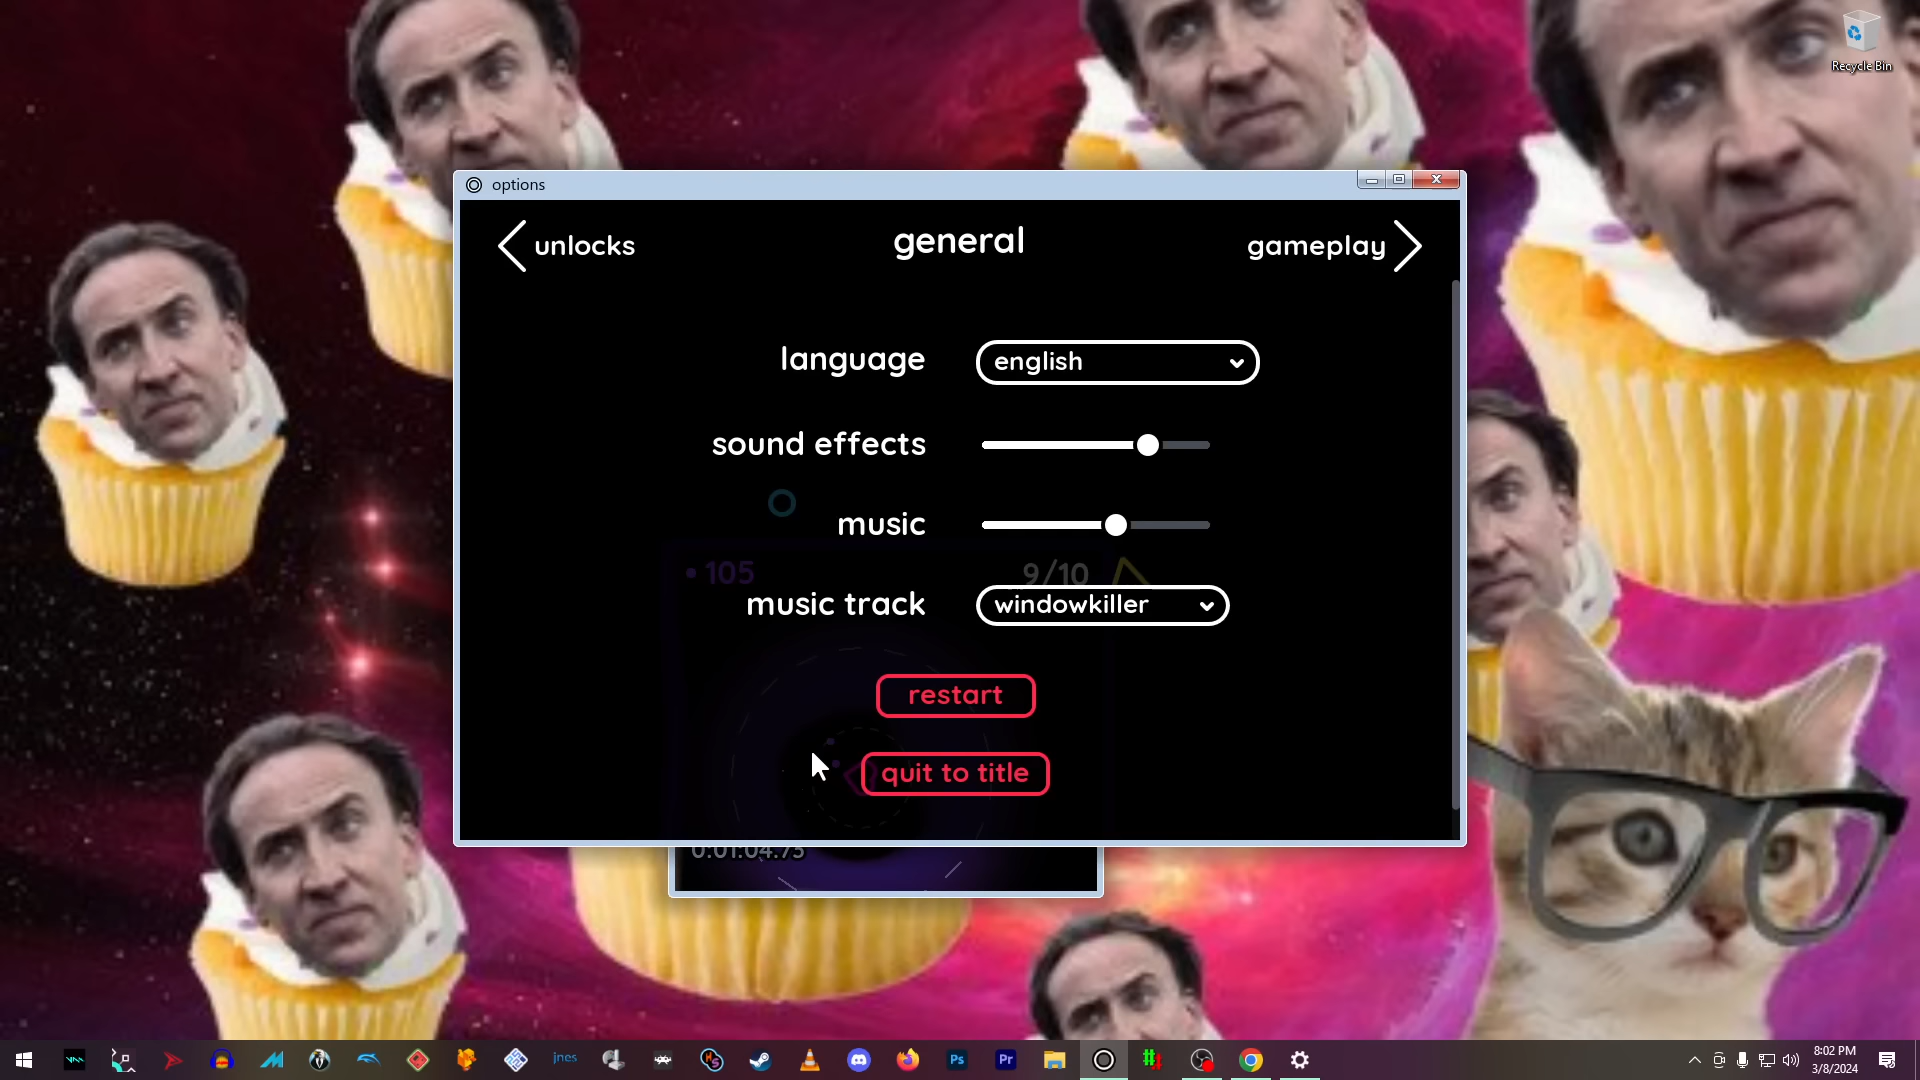 Recycle Bin
options
unlocks
general
gameplay
language
english
sound effects
music
105
9/10
music track
windowkiller
restart
quit to title
0:01:04.73
jnes
Ps
Pr
8:02 PM
3/8/2024